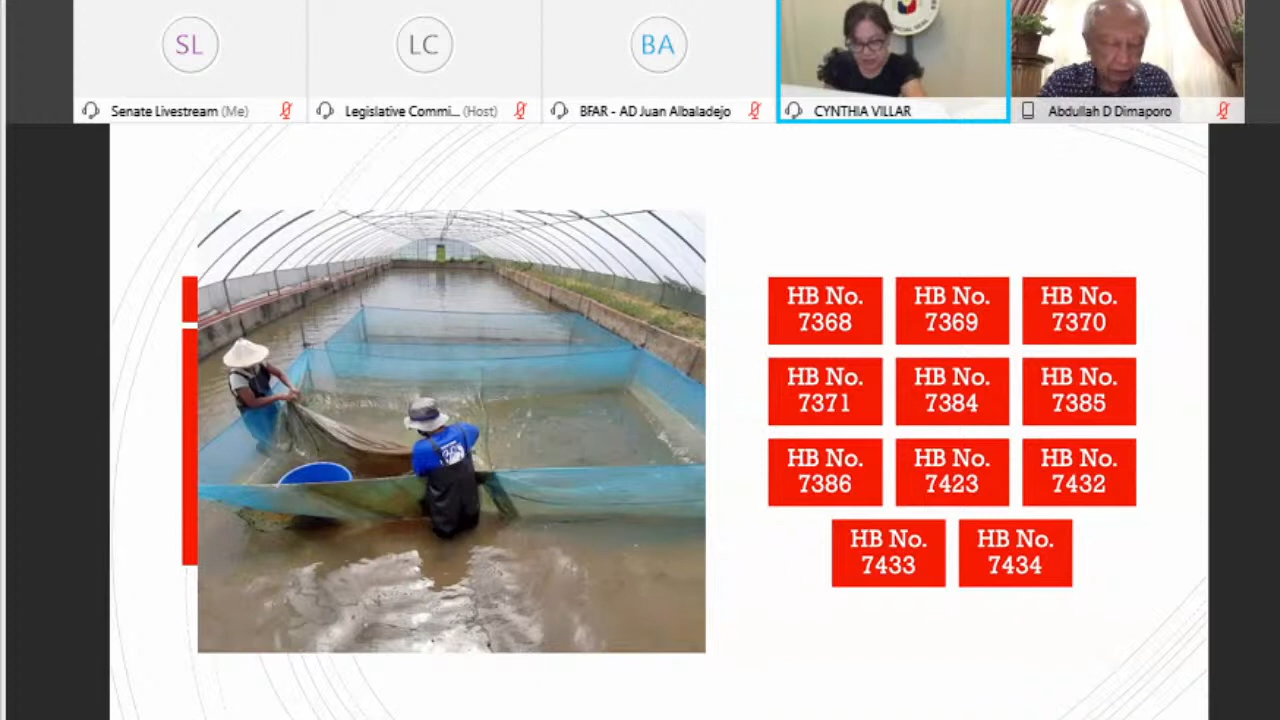 SL
LC
BA
Senate Livestream (Me)
Legislative Commi... (Host)
BFAR - AD Juan Albaladejo
CYNTHIA VILLAR
Abdullah D Dimaporo
HB No.
7368
HB No.
7369
HB No.
7370
HB No.
7371
HB No.
7384
HB No.
7385
HB No.
7386
HB No.
7423
HB No.
7432
HB No.
7433
HB No.
7434